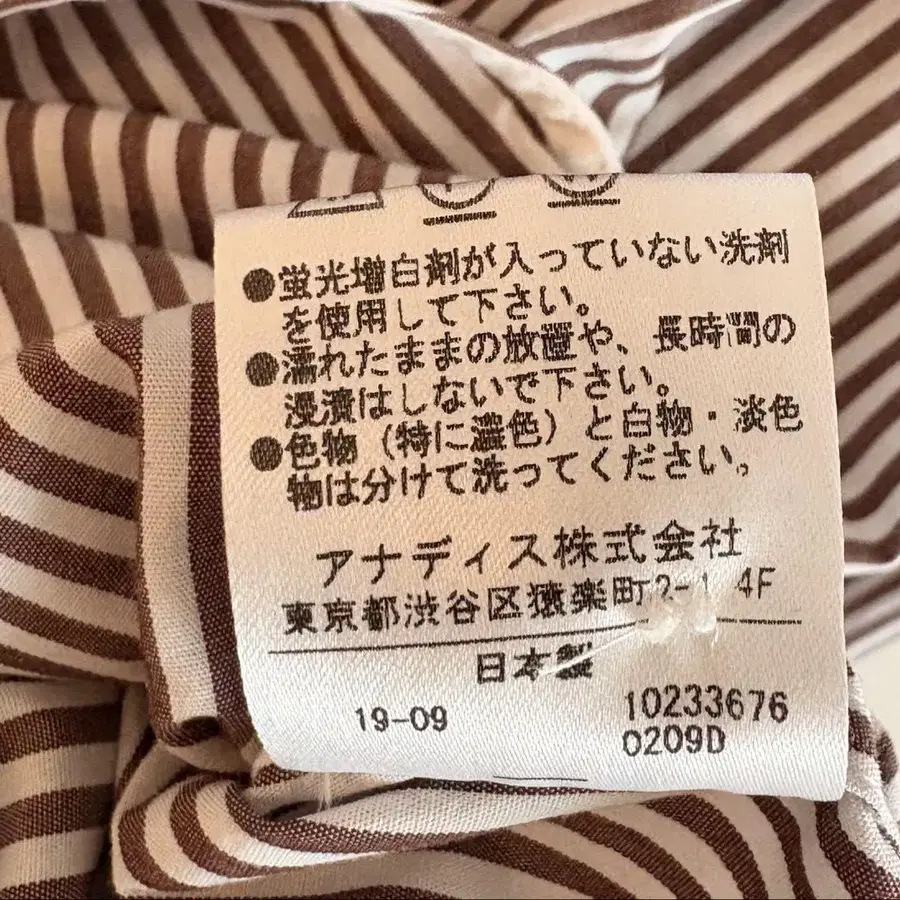 ●蛍光増白剤が入っていない洗剤
を使用して下さい。
●濡れたままの放置や、長時間の
浸漬はしないで下さい。
●色物（特に濃色）と白物・淡色
物は分けて洗ってください。
アナディス株式会社
東京都渋谷区猿楽町2-1 4F
日本製
19-09
10233676
0209D